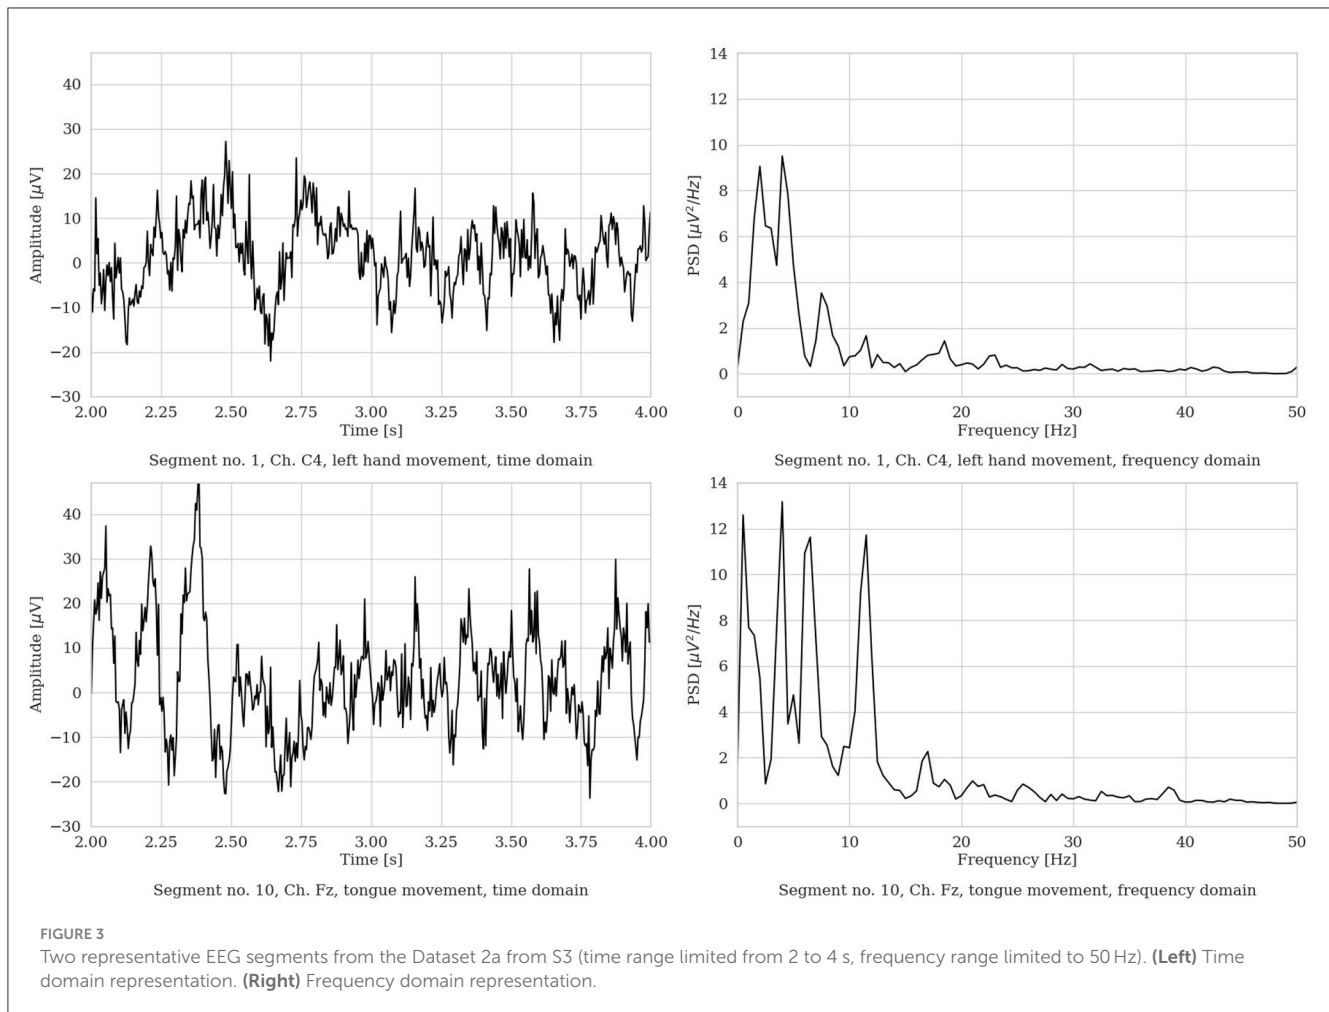 40
30
20
10
0
−10
−20
−30
Amplitude [μV]
2.00 2.25 2.50 2.75 3.00 3.25 3.50 3.75 4.00
Time [s]
Segment no. 1, Ch. C4, left hand movement, time domain
14
12
10
8
6
4
2
0
PSD [μV²/Hz]
0 10 20 30 40 50
Frequency [Hz]
Segment no. 1, Ch. C4, left hand movement, frequency domain
40
30
20
10
0
−10
−20
−30
Amplitude [μV]
2.00 2.25 2.50 2.75 3.00 3.25 3.50 3.75 4.00
Time [s]
Segment no. 10, Ch. Fz, tongue movement, time domain
14
12
10
8
6
4
2
0
PSD [μV²/Hz]
0 10 20 30 40 50
Frequency [Hz]
Segment no. 10, Ch. Fz, tongue movement, frequency domain
FIGURE 3
Two representative EEG segments from the Dataset 2a from S3 (time range limited from 2 to 4 s, frequency range limited to 50 Hz). (Left) Time
domain representation. (Right) Frequency domain representation.